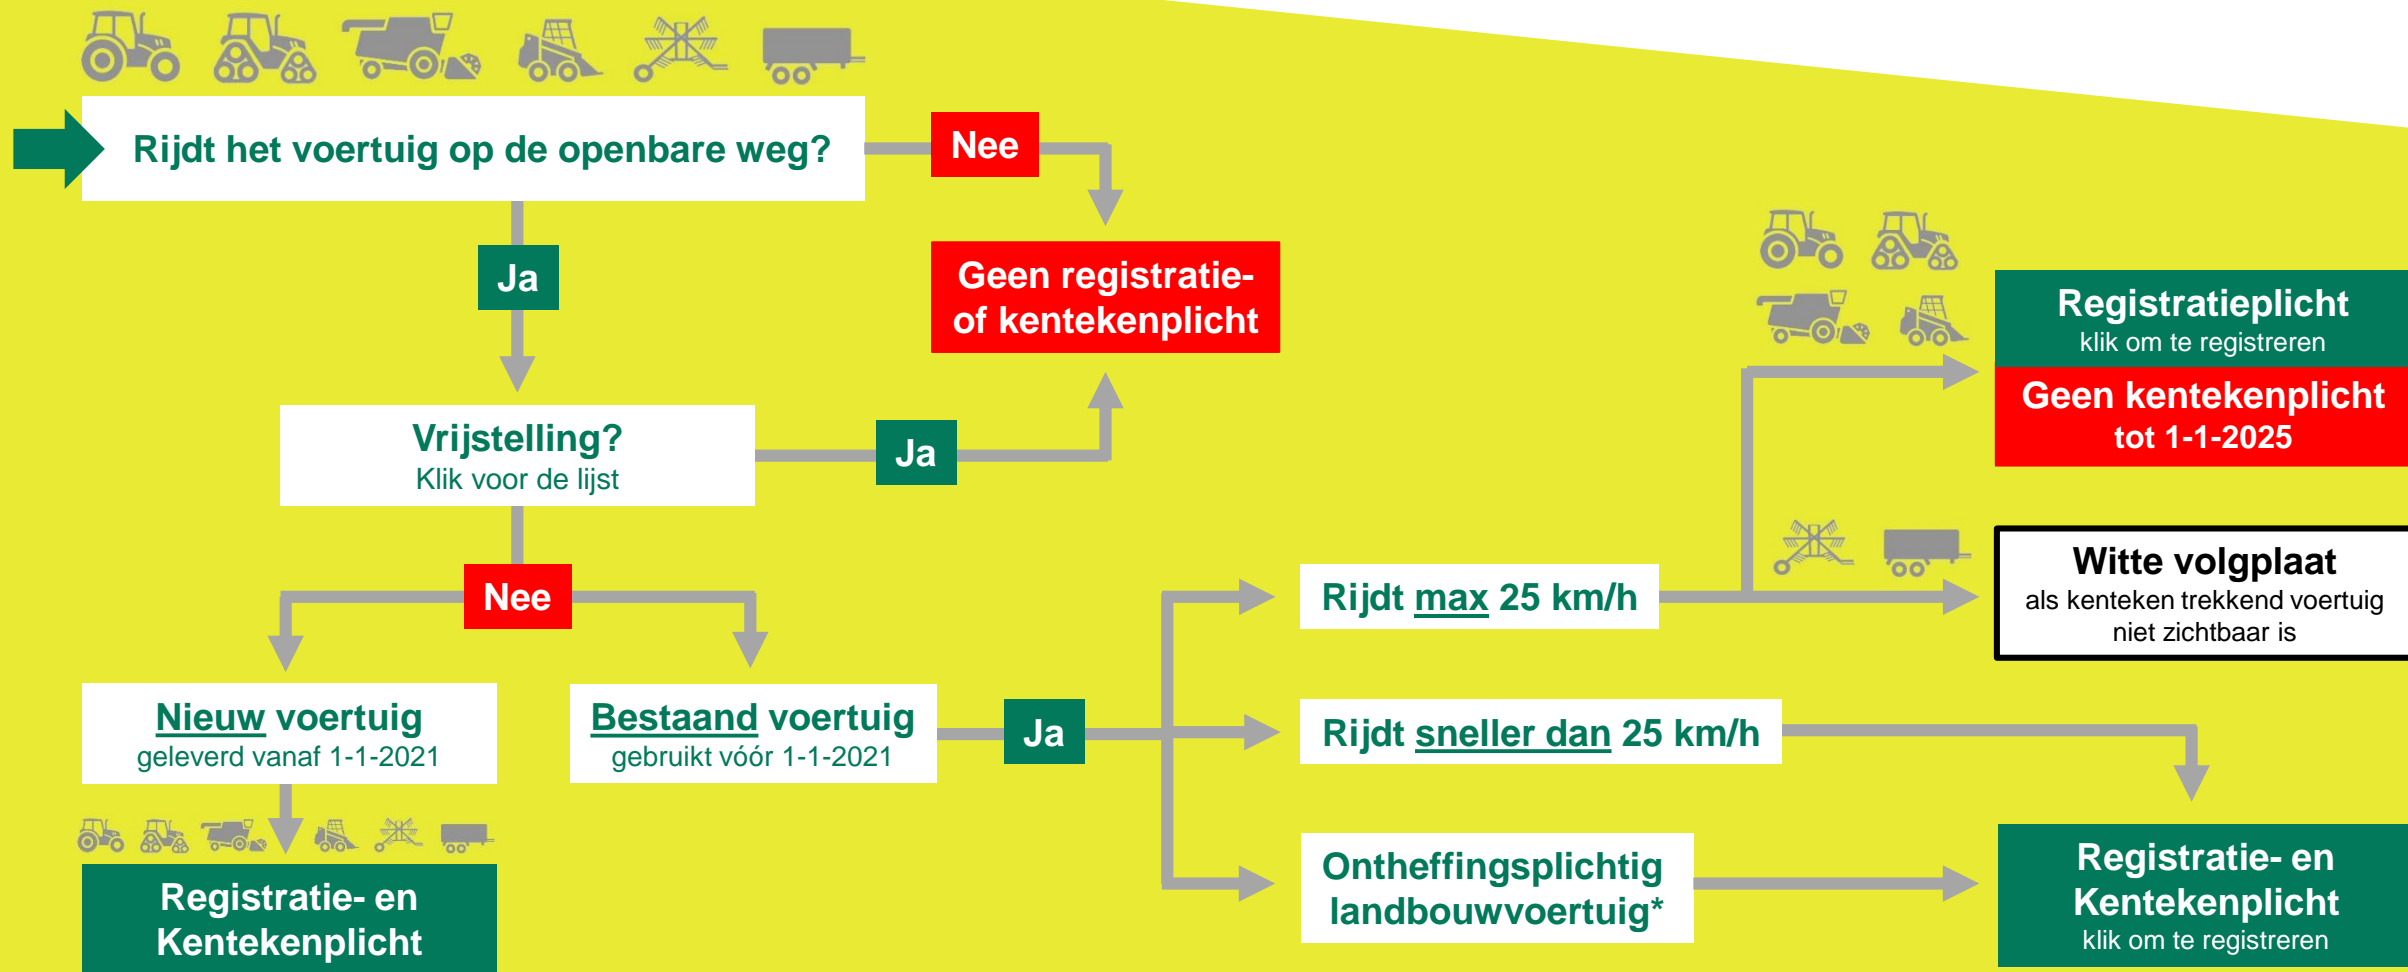 Rijdt het voertuig op de openbare weg?
Nee
Ja
Geen registratie-
of kentekenplicht
Vrijstelling?
Klik voor de lijst
Ja
Nee
Nieuw voertuig
geleverd vanaf 1-1-2021
Registratie- en
Kentekenplicht
Bestaand voertuig
gebruikt vóór 1-1-2021
Ja
Rijdt max 25 km/h
Registratieplicht
klik om te registreren
Geen kentekenplicht
tot 1-1-2025
Witte volgplaat
als kenteken trekkend voertuig
niet zichtbaar is
Rijdt sneller dan 25 km/h
Ontheffingsplichtig
landbouwvoertuig*
Registratie- en
Kentekenplicht
klik om te registreren